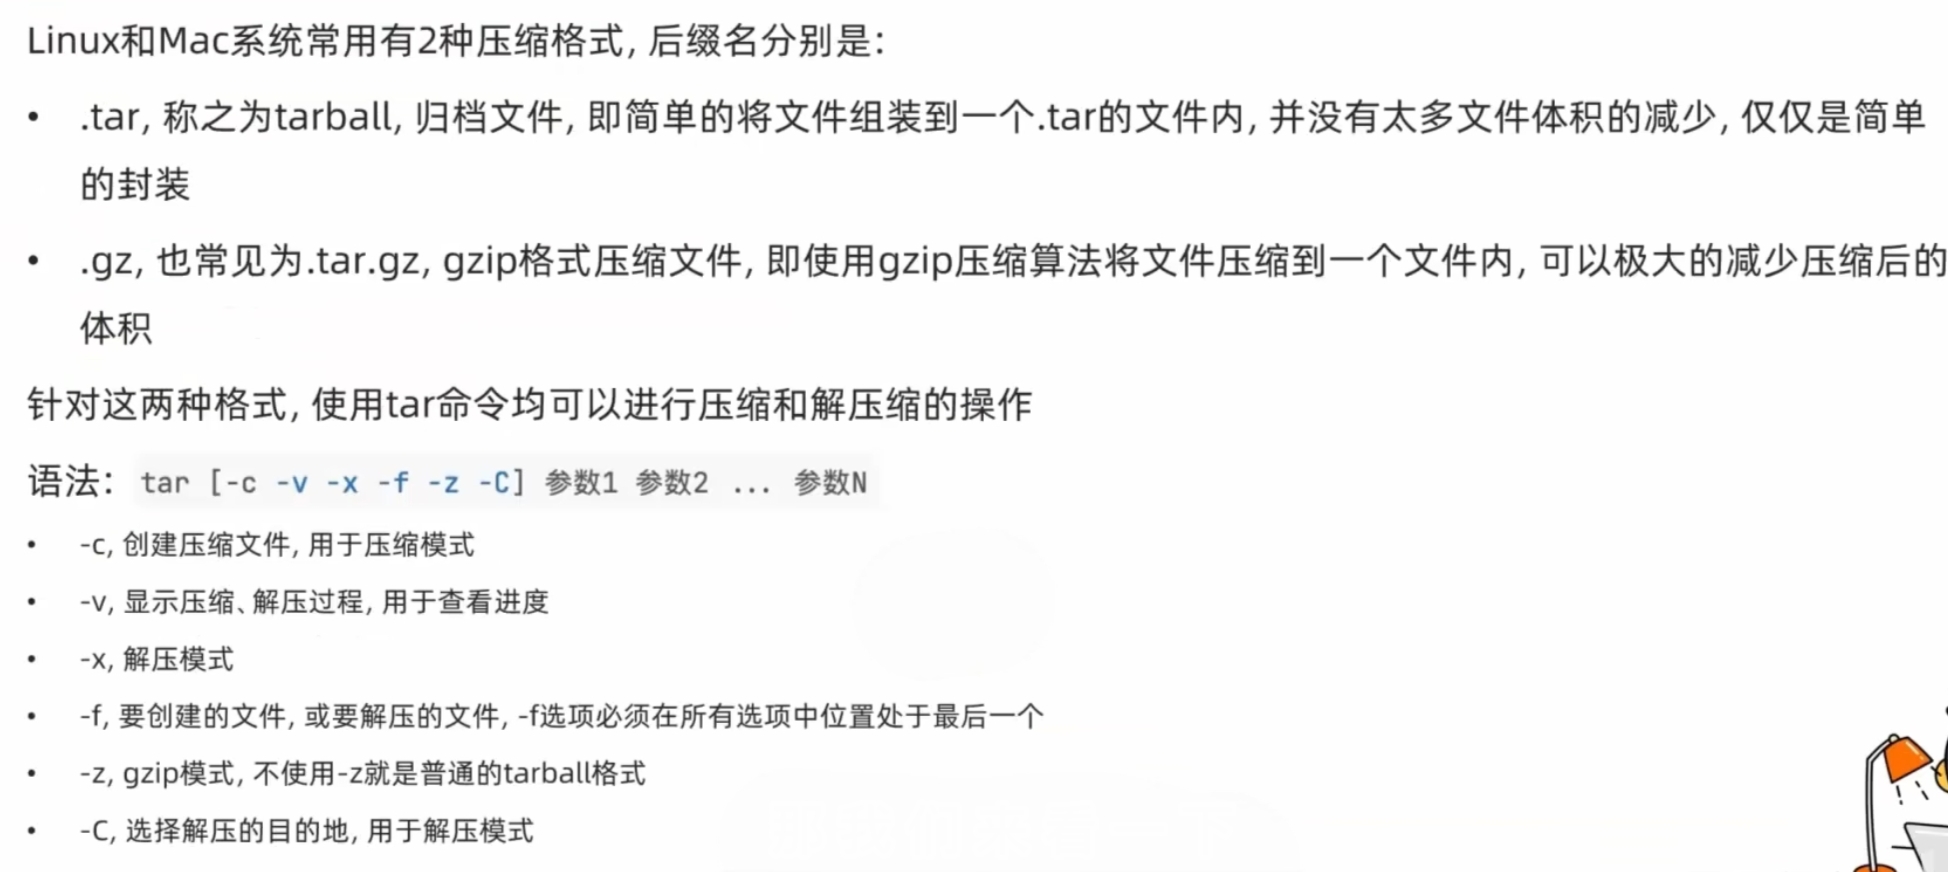 Linux和Mac系统常用有2种压缩格式, 后缀名分别是:
• .tar, 称之为tarball, 归档文件, 即简单的将文件组装到一个.tar的文件内, 并没有太多文件体积的减少, 仅仅是简单
的封装
• .gz, 也常见为.tar.gz, gzip格式压缩文件, 即使用gzip压缩算法将文件压缩到一个文件内, 可以极大的减少压缩后的
体积
针对这两种格式, 使用tar命令均可以进行压缩和解压缩的操作
语法: tar [-c -v -x -f -z -C] 参数1 参数2 ... 参数N
• -c, 创建压缩文件, 用于压缩模式
• -v, 显示压缩、解压过程, 用于查看进度
• -x, 解压模式
• -f, 要创建的文件, 或要解压的文件, -f选项必须在所有选项中位置处于最后一个
• -z, gzip模式, 不使用-z就是普通的tarball格式
• -C, 选择解压的目的地, 用于解压模式